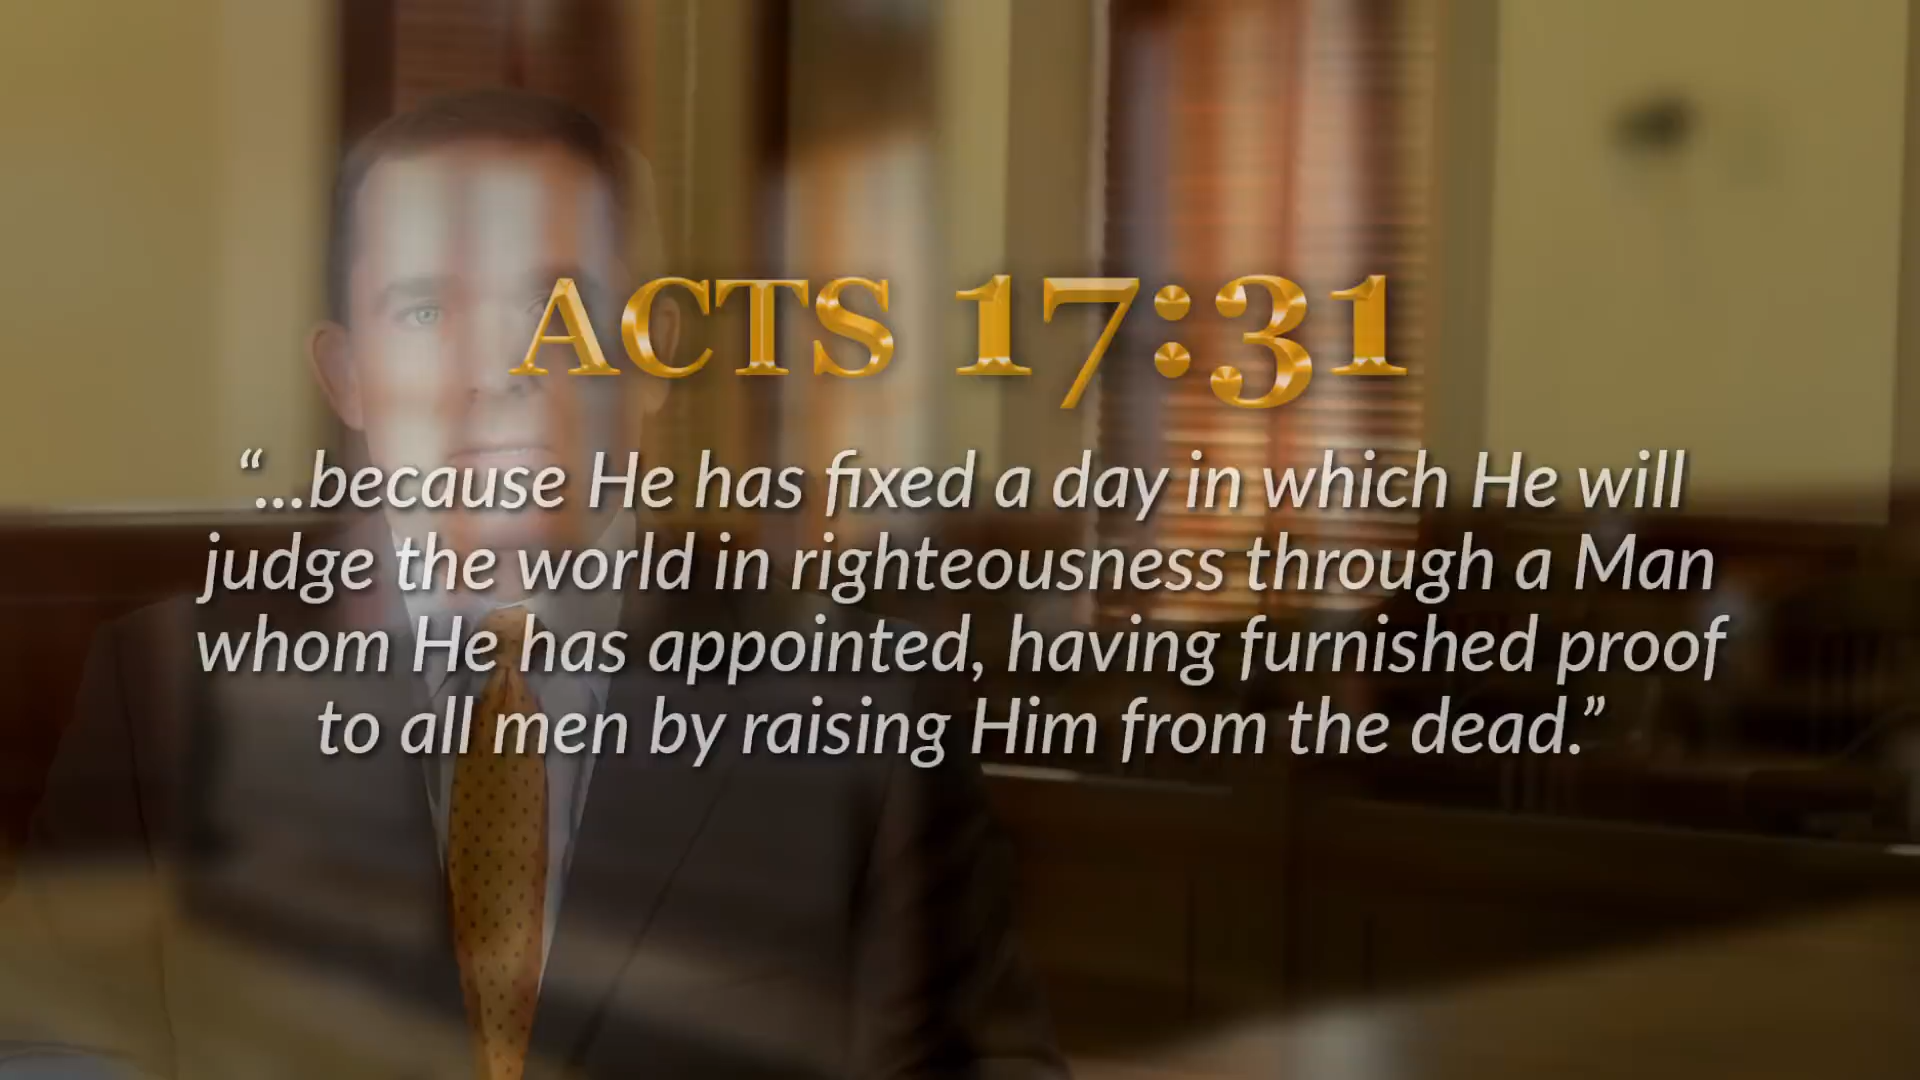 ACTS 17:31
“...because He has fixed a day in which He will
judge the world in righteousness through a Man
whom He has appointed, having furnished proof
to all men by raising Him from the dead.”